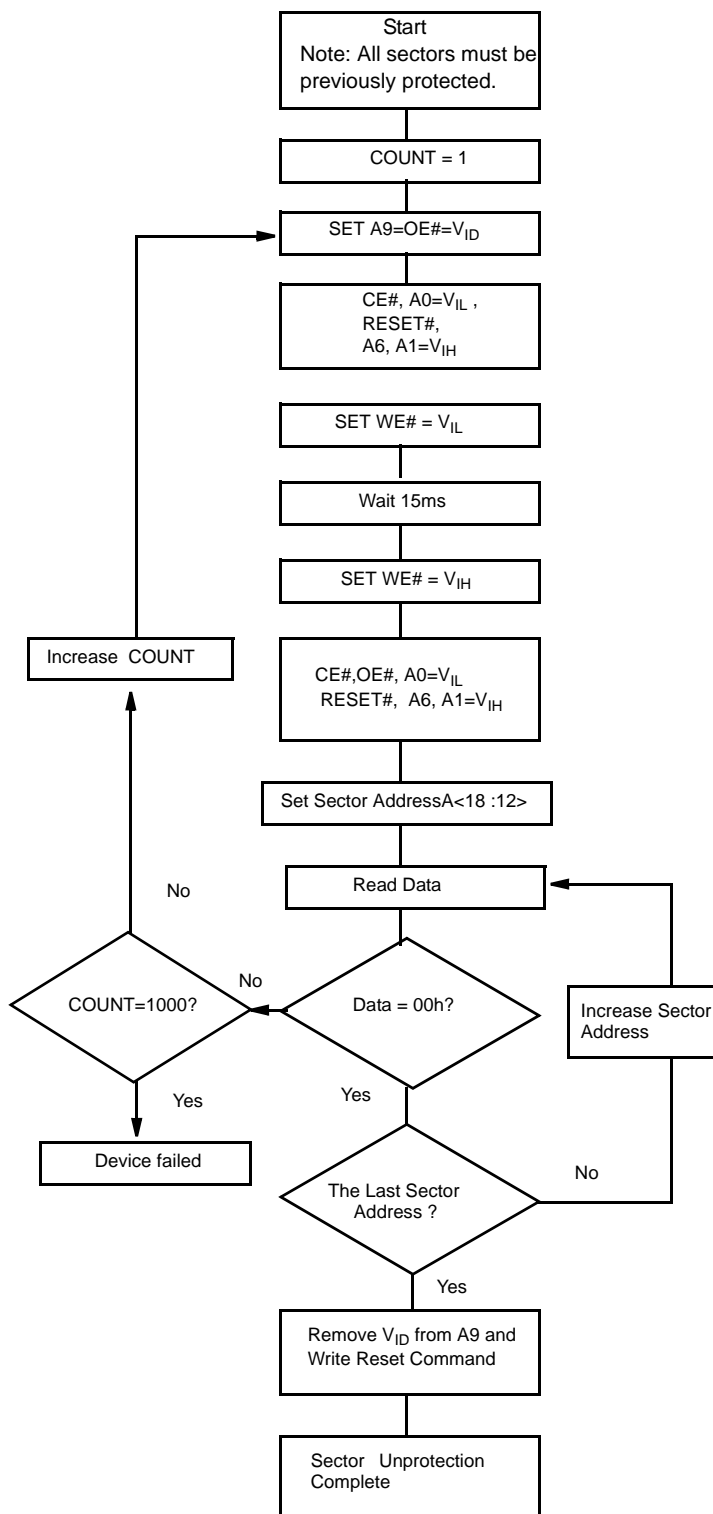 Start
Note: All sectors must be
previously protected.
COUNT = 1
SET A9=OE#=VID
CE#, A0=VIL ,
RESET#,
A6, A1=VIH
SET WE# = VIL
Wait 15ms
SET WE# = VIH
Increase COUNT
CE#,OE#, A0=VIL
RESET#, A6, A1=VIH
Set Sector AddressA<18 :12>
Read Data
No
No
COUNT=1000?
Data = 00h?
Increase Sector
Address
Yes
Yes
Device failed
The Last Sector
Address ?
No
Yes
Remove VID from A9 and
Write Reset Command
Sector Unprotection
Complete